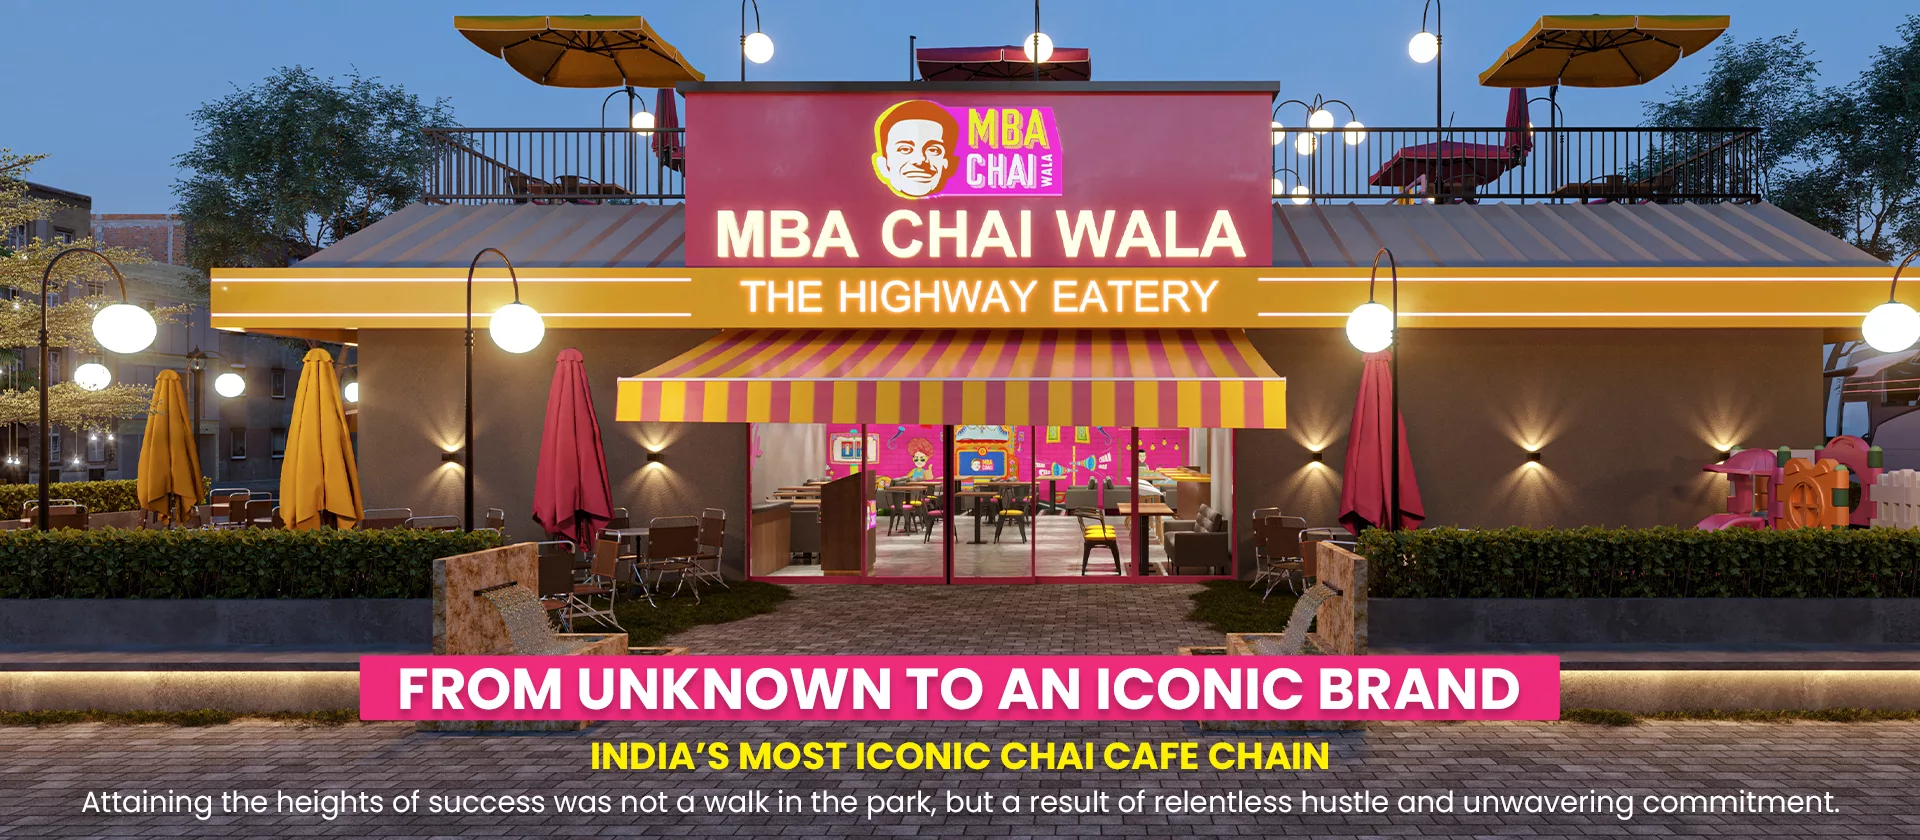 MBA
CHAI
WALA
MBA CHAI WALA
THE HIGHWAY EATERY
MBA
CHAI
FROM UNKNOWN TO AN ICONIC BRAND
INDIA'S MOST ICONIC CHAI CAFE CHAIN
Attaining the heights of success was not a walk in the park, but a result of relentless hustle and unwavering commitment.